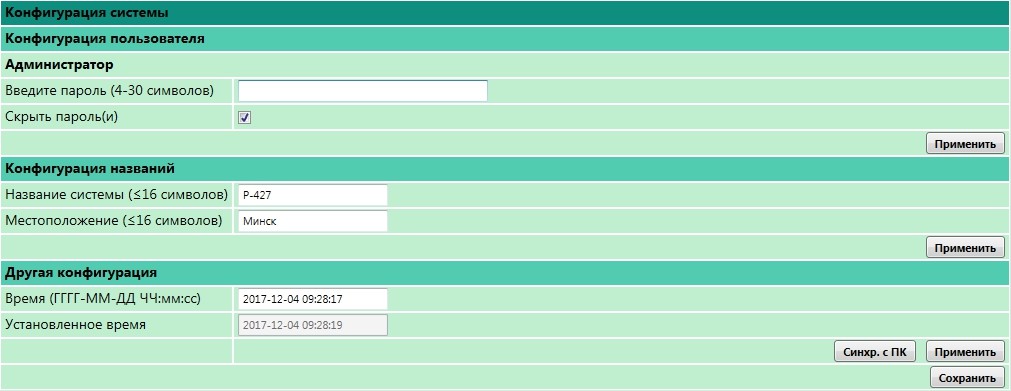 Конфигурация системы
Конфигурация пользователя
Администратор
Введите пароль (4-30 символов)
Скрыть пароль(и)
Применить
Конфигурация названий
Название системы (≤16 символов) Р-427
Местоположение (≤16 символов) Минск
Применить
Другая конфигурация
Время (ГГГГ-ММ-ДД ЧЧ:мм:сс) 2017-12-04 09:28:17
Установленное время 2017-12-04 09:28:19
Синхр. с ПК Применить
Сохранить